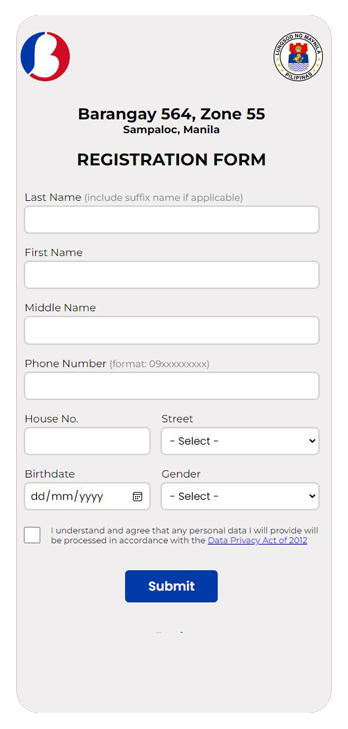 LUNGSOD NG MAYNILA
PILIPINAS
Barangay 564, Zone 55
Sampaloc, Manila
REGISTRATION FORM
Last Name (include suffix name if applicable)
First Name
Middle Name
Phone Number (format: 09xxxxxxxxx)
House No. Street
- Select -
Birthdate Gender
dd/mm/yyyy - Select -
I understand and agree that any personal data I will provide will
be processed in accordance with the Data Privacy Act of 2012
Submit